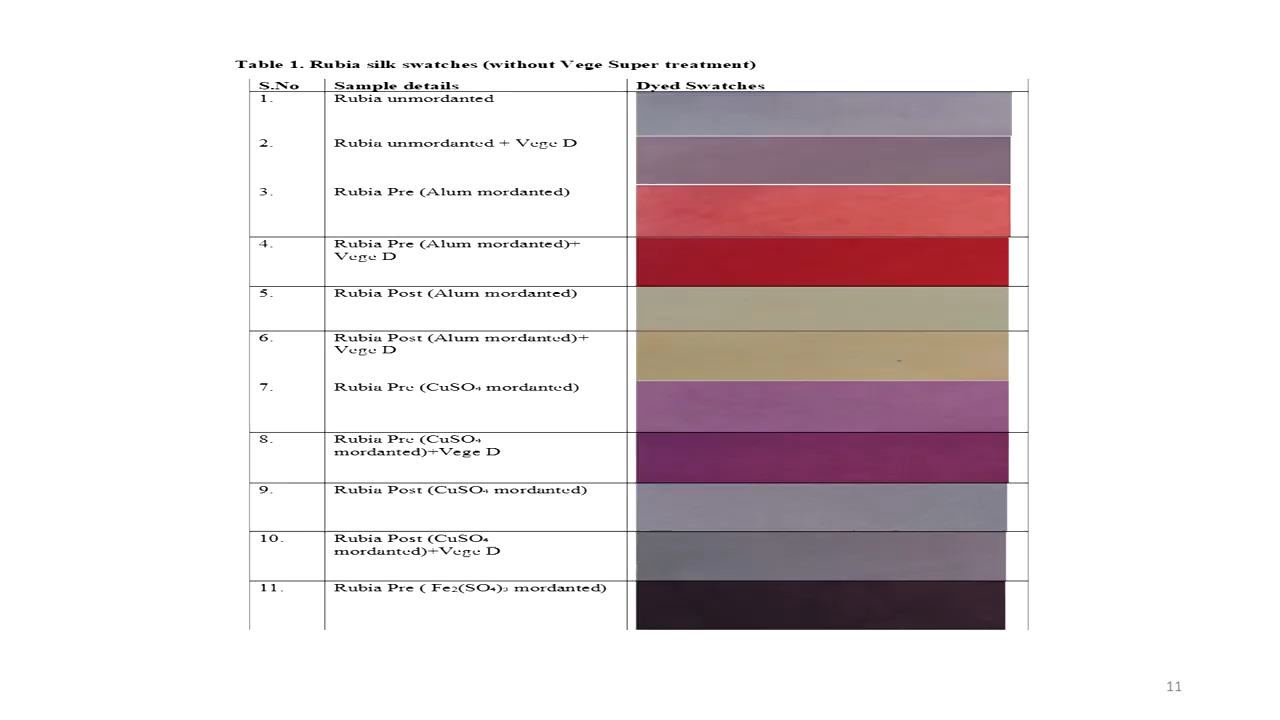 Table 1. Rubia silk swatches (without Vege Super treatment)
S.No Sample details Dyed Swatches
1. Rubia unmordanted
2. Rubia unmordanted + Vege D
3. Rubia Pre (Alum mordanted)
4. Rubia Pre (Alum mordanted)+
Vege D
5. Rubia Post (Alum mordanted)
6. Rubia Post (Alum mordanted)+
Vege D
7. Rubia Pre (CuSO₄ mordanted)
8. Rubia Pre (CuSO₄
mordanted)+Vege D
9. Rubia Post (CuSO₄ mordanted)
10. Rubia Post (CuSO₄
mordanted)+Vege D
11. Rubia Pre ( Fe₂(SO₄)₃ mordanted)
11